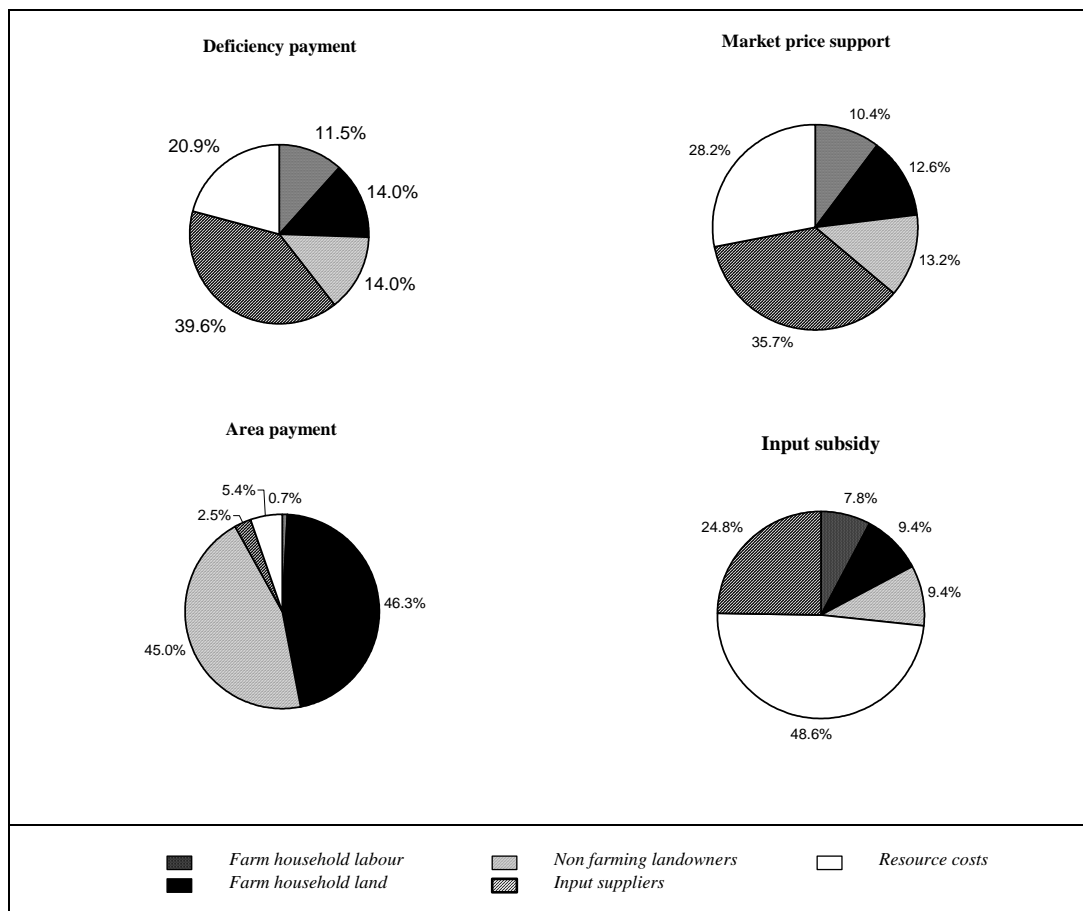 Deficiency payment
20.9%
11.5%
14.0%
14.0%
39.6%
Market price support
10.4%
28.2%
12.6%
13.2%
35.7%
Area payment
5.4%
0.7%
2.5%
46.3%
45.0%
Input subsidy
7.8%
24.8%
9.4%
9.4%
48.6%
Farm household labour
Farm household land
Non farming landowners
Input suppliers
Resource costs